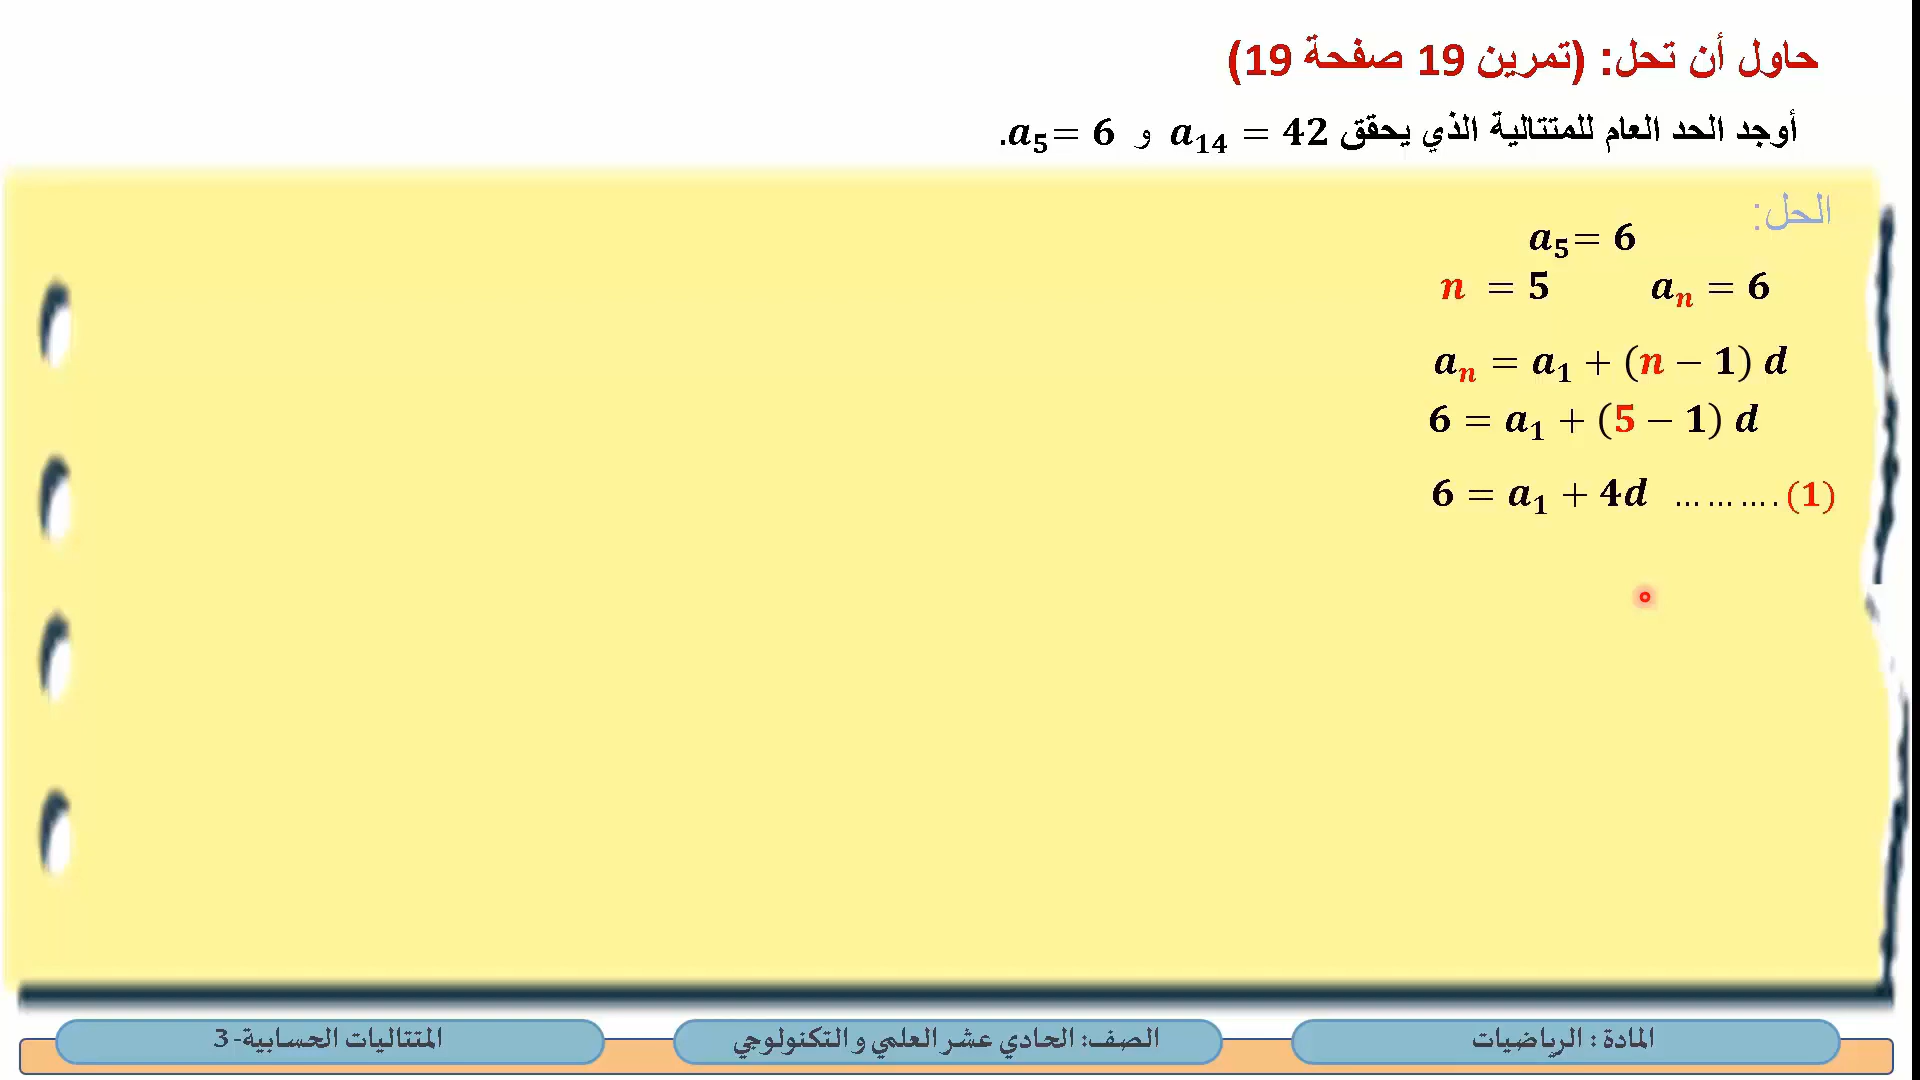 حاول أن تحل: (تمرين 19 صفحة 19)
أوجد الحد العام للمتتالية الذي يحقق a₁₄ = 42 و a₅= 6.
الحل:
a₅= 6
n = 5 aₙ = 6
aₙ = a₁ + (n − 1) d
6 = a₁ + (5 − 1) d
6 = a₁ + 4d ... ... ... . (1)
المادة : الرياضيات
الصف: الحادي عشر العلمي و التكنولوجي
المتتاليات الحسابية- 3